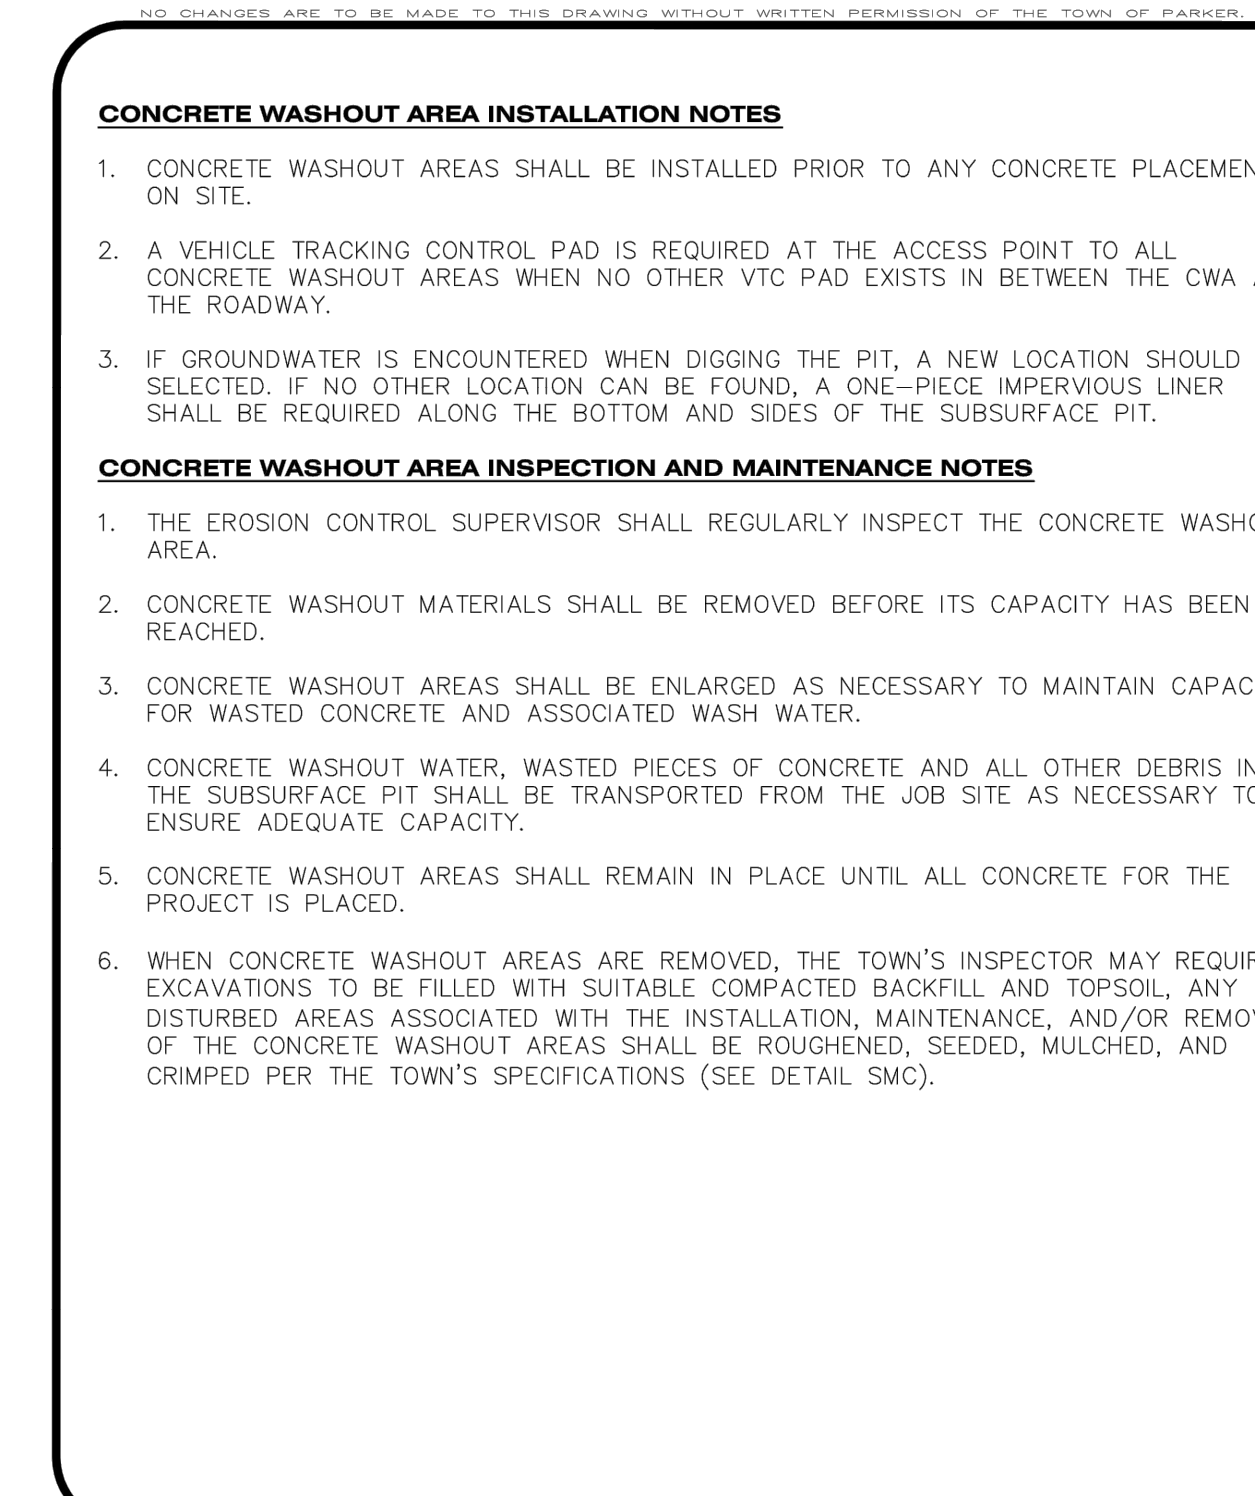 NO CHANGES ARE TO BE MADE TO THIS DRAWING WITHOUT WRITTEN PERMISSION OF THE TOWN OF PARKER.
CONCRETE WASHOUT AREA INSTALLATION NOTES
1. CONCRETE WASHOUT AREAS SHALL BE INSTALLED PRIOR TO ANY CONCRETE PLACEMEN
ON SITE.
2. A VEHICLE TRACKING CONTROL PAD IS REQUIRED AT THE ACCESS POINT TO ALL
CONCRETE WASHOUT AREAS WHEN NO OTHER VTC PAD EXISTS IN BETWEEN THE CWA
THE ROADWAY.
3. IF GROUNDWATER IS ENCOUNTERED WHEN DIGGING THE PIT, A NEW LOCATION SHOULD
SELECTED. IF NO OTHER LOCATION CAN BE FOUND, A ONE–PIECE IMPERVIOUS LINER
SHALL BE REQUIRED ALONG THE BOTTOM AND SIDES OF THE SUBSURFACE PIT.
CONCRETE WASHOUT AREA INSPECTION AND MAINTENANCE NOTES
1. THE EROSION CONTROL SUPERVISOR SHALL REGULARLY INSPECT THE CONCRETE WASHO
AREA.
2. CONCRETE WASHOUT MATERIALS SHALL BE REMOVED BEFORE ITS CAPACITY HAS BEEN
REACHED.
3. CONCRETE WASHOUT AREAS SHALL BE ENLARGED AS NECESSARY TO MAINTAIN CAPAC
FOR WASTED CONCRETE AND ASSOCIATED WASH WATER.
4. CONCRETE WASHOUT WATER, WASTED PIECES OF CONCRETE AND ALL OTHER DEBRIS IN
THE SUBSURFACE PIT SHALL BE TRANSPORTED FROM THE JOB SITE AS NECESSARY TO
ENSURE ADEQUATE CAPACITY.
5. CONCRETE WASHOUT AREAS SHALL REMAIN IN PLACE UNTIL ALL CONCRETE FOR THE
PROJECT IS PLACED.
6. WHEN CONCRETE WASHOUT AREAS ARE REMOVED, THE TOWN'S INSPECTOR MAY REQUIR
EXCAVATIONS TO BE FILLED WITH SUITABLE COMPACTED BACKFILL AND TOPSOIL, ANY
DISTURBED AREAS ASSOCIATED WITH THE INSTALLATION, MAINTENANCE, AND/OR REMOV
OF THE CONCRETE WASHOUT AREAS SHALL BE ROUGHENED, SEEDED, MULCHED, AND
CRIMPED PER THE TOWN'S SPECIFICATIONS (SEE DETAIL SMC).